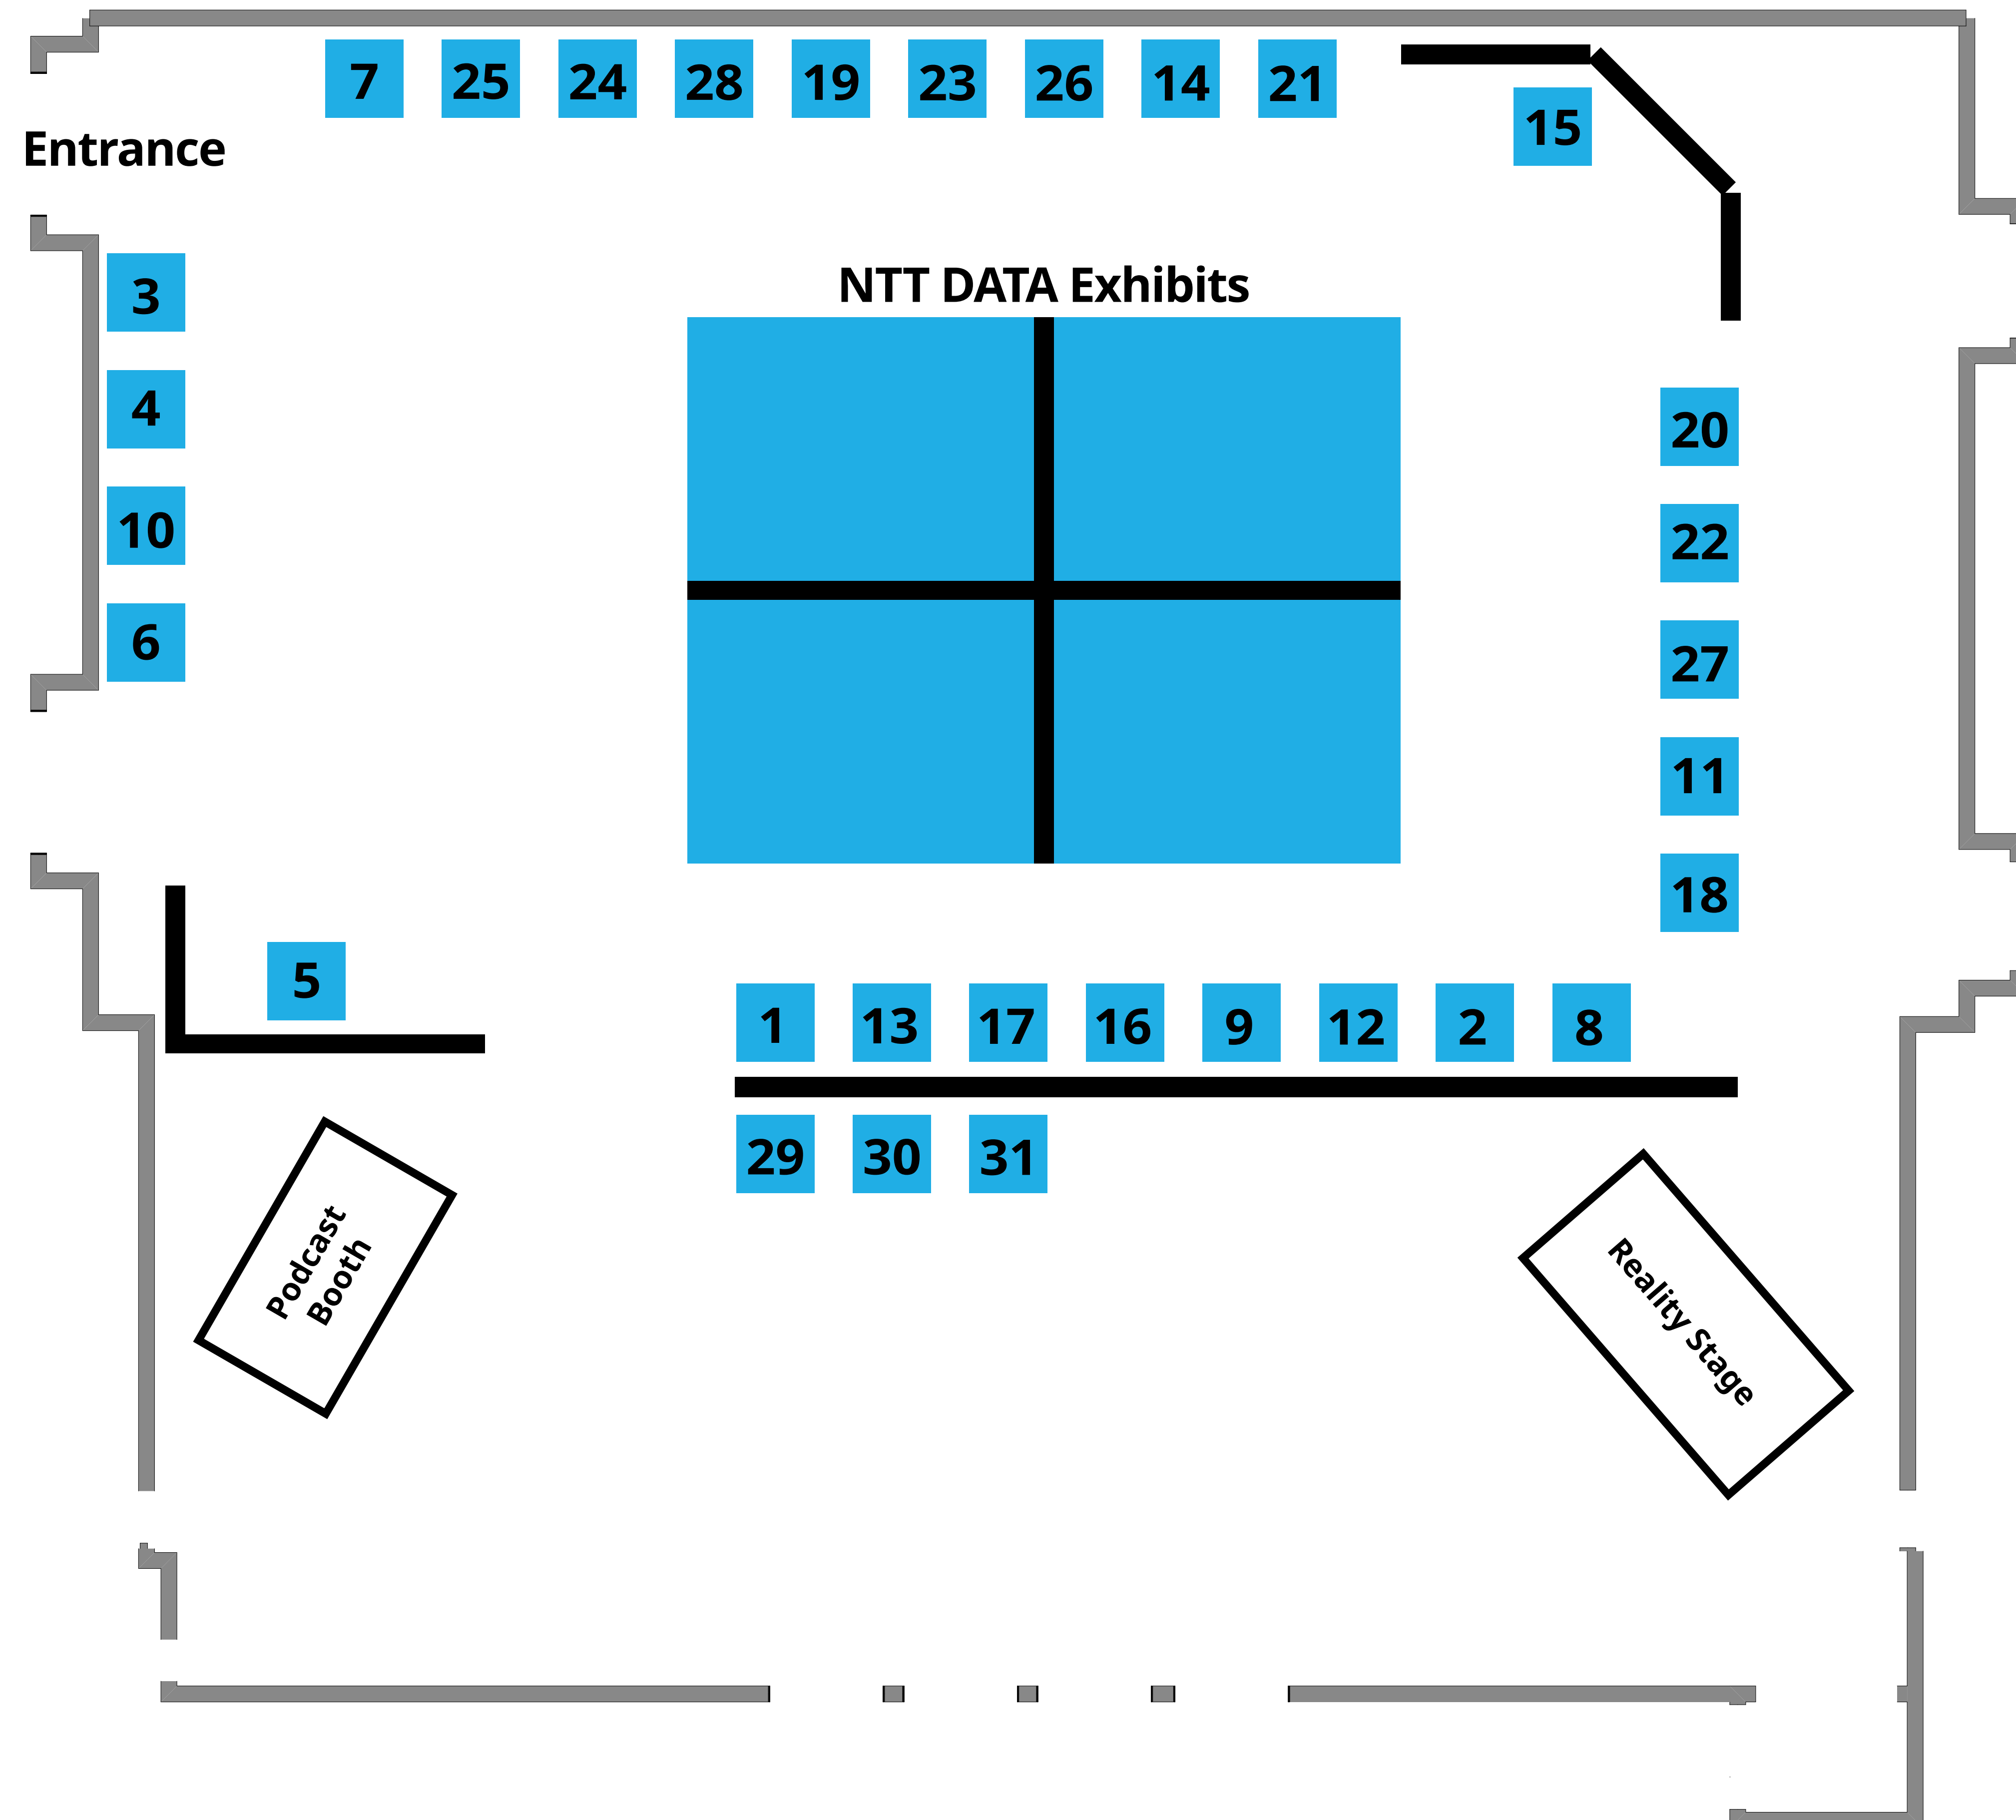 7 25 24 28 19 23 26 14 21
15
Entrance
NTT DATA Exhibits
3
4
10
6
20
22
27
11
18
5
1 13 17 16 9 12 2 8
29 30 31
Podcast
Booth
Reality Stage